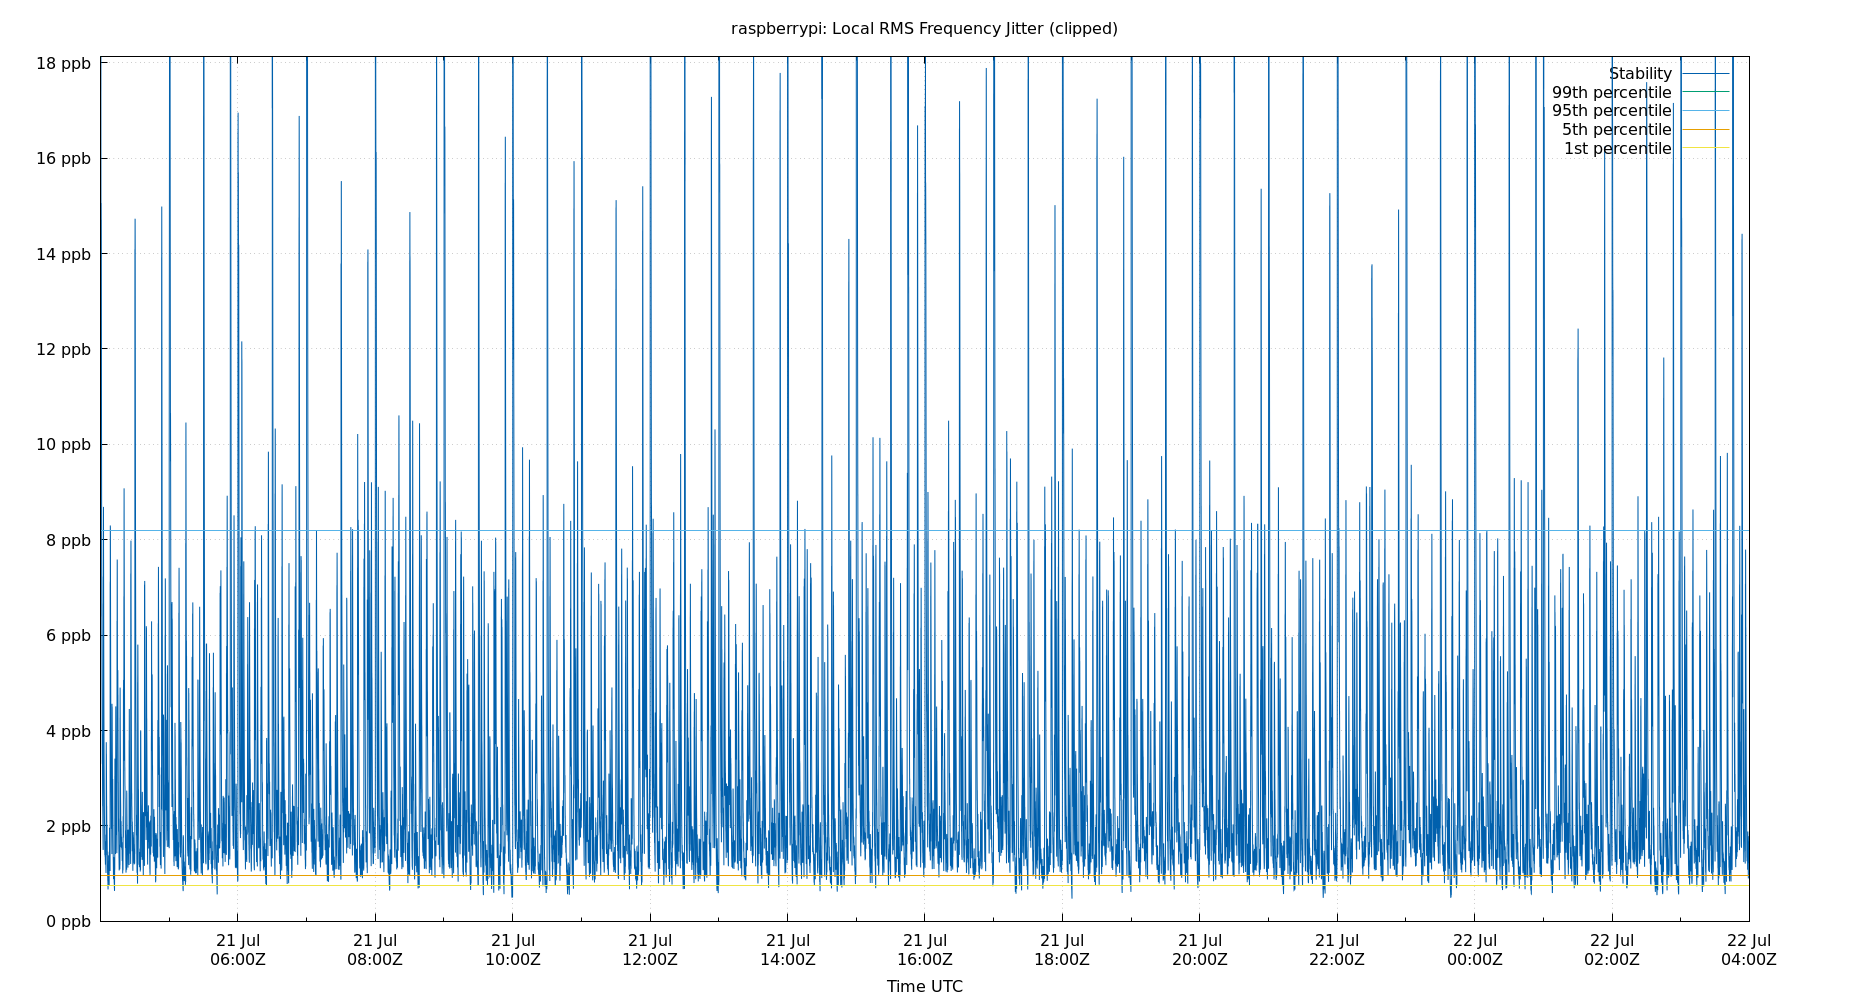 raspberrypi: Local RMS Frequency Jitter (clipped)
18 ppb
16 ppb
14 ppb
12 ppb
10 ppb
8 ppb
6 ppb
4 ppb
2 ppb
0 ppb
Stability
99th percentile
95th percentile
5th percentile
1st percentile
21 Jul 21 Jul 21 Jul 21 Jul 21 Jul 21 Jul 21 Jul 21 Jul 21 Jul 22 Jul 22 Jul 22 Jul
06:00Z 08:00Z 10:00Z 12:00Z 14:00Z 16:00Z 18:00Z 20:00Z 22:00Z 00:00Z 02:00Z 04:00Z
Time UTC